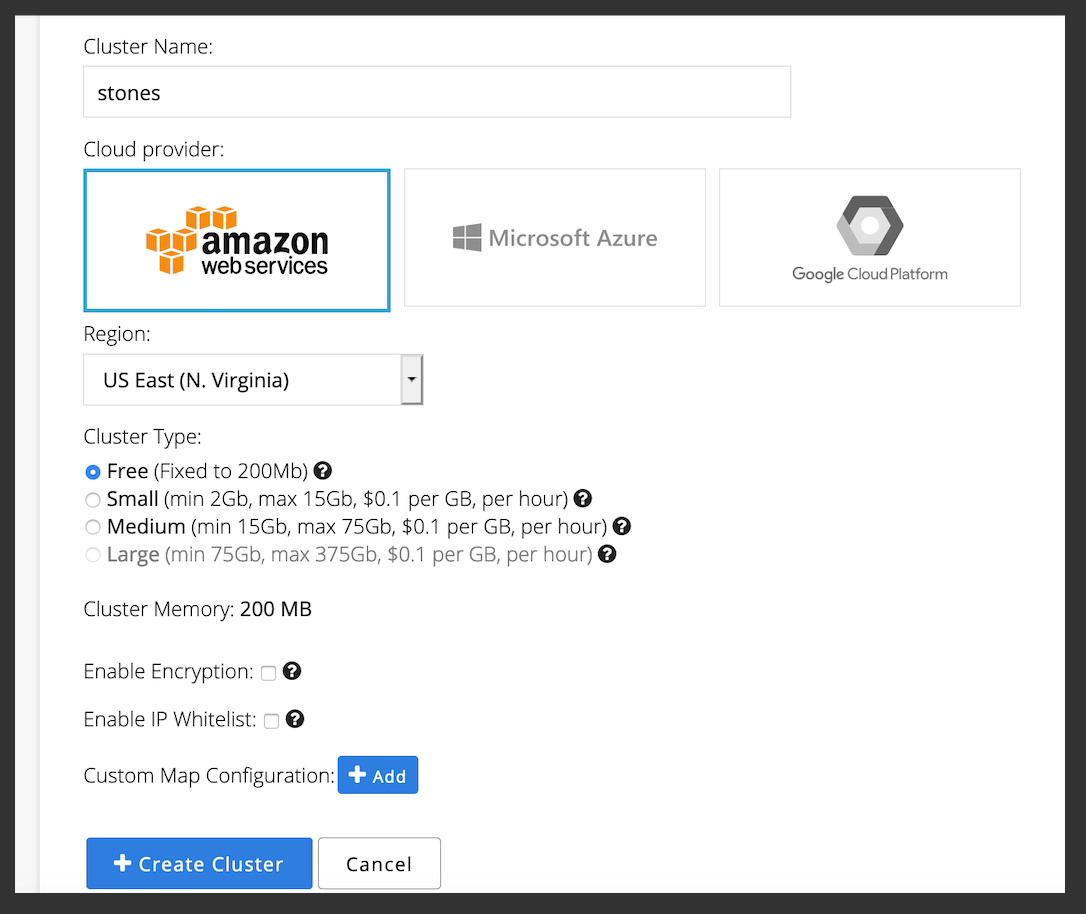 Cluster Name:
stones
Cloud provider:
amazon
web services
Microsoft Azure
Google Cloud Platform
Region:
US East (N. Virginia)
Cluster Type:
Free (Fixed to 200Mb) ?
Small (min 2Gb, max 15Gb, $0.1 per GB, per hour) ?
Medium (min 15Gb, max 75Gb, $0.1 per GB, per hour) ?
Large (min 75Gb, max 375Gb, $0.1 per GB, per hour) ?
Cluster Memory: 200 MB
Enable Encryption: ?
Enable IP Whitelist: ?
Custom Map Configuration: + Add
+ Create Cluster Cancel